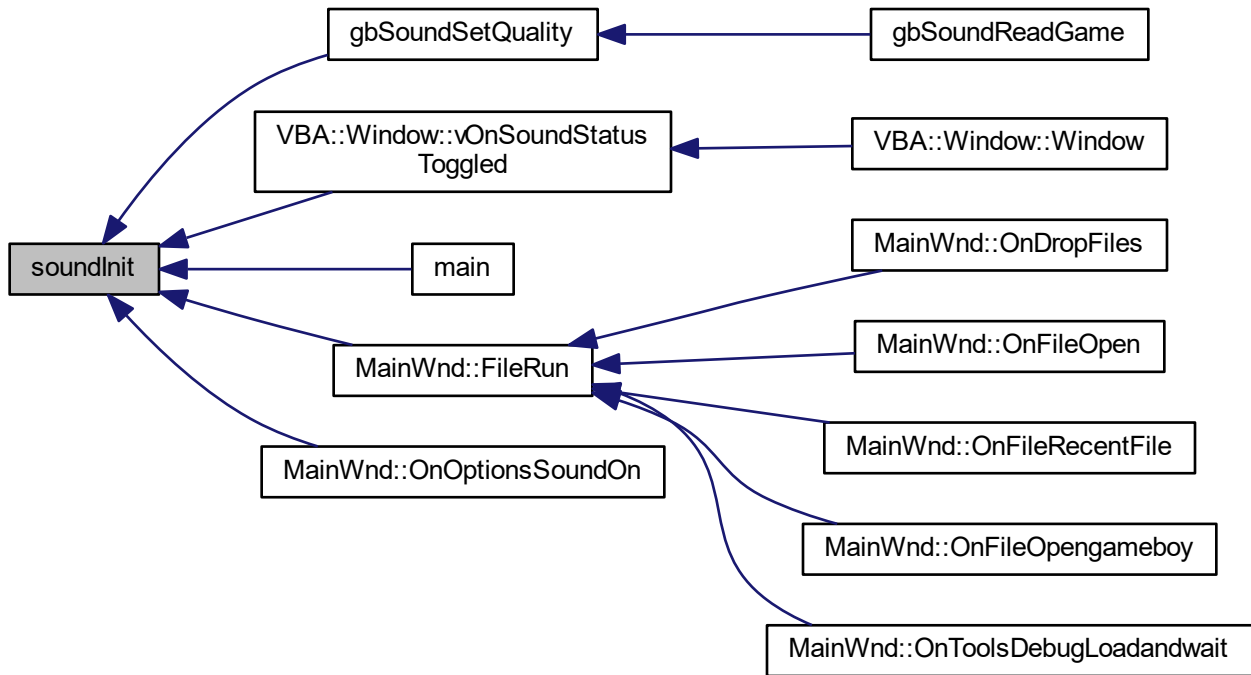 gbSoundSetQuality
gbSoundReadGame
VBA::Window::vOnSoundStatus
Toggled
VBA::Window::Window
soundInit
main
MainWnd::OnDropFiles
MainWnd::FileRun
MainWnd::OnFileOpen
MainWnd::OnFileRecentFile
MainWnd::OnOptionsSoundOn
MainWnd::OnFileOpengameboy
MainWnd::OnToolsDebugLoadandwait